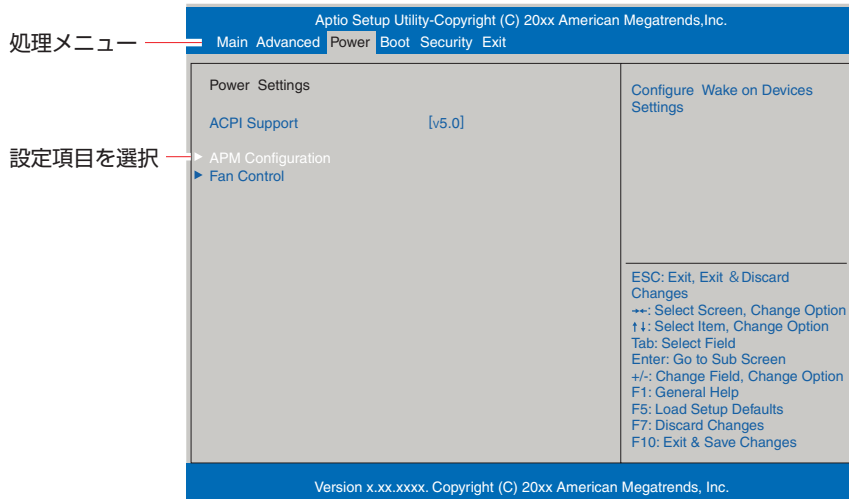 Aptio Setup Utility-Copyright (C) 20xx American Megatrends,Inc.
処理メニュー
Main Advanced Power Boot Security Exit
Power Settings
ACPI Support [v5.0]
設定項目を選択
▶ APM Configuration
▶ Fan Control
Configure Wake on Devices
Settings
ESC: Exit, Exit & Discard
Changes
→←: Select Screen, Change Option
↑↓: Select Item, Change Option
Tab: Select Field
Enter: Go to Sub Screen
+/-: Change Field, Change Option
F1: General Help
F5: Load Setup Defaults
F7: Discard Changes
F10: Exit & Save Changes
Version x.xx.xxxx. Copyright (C) 20xx American Megatrends, Inc.